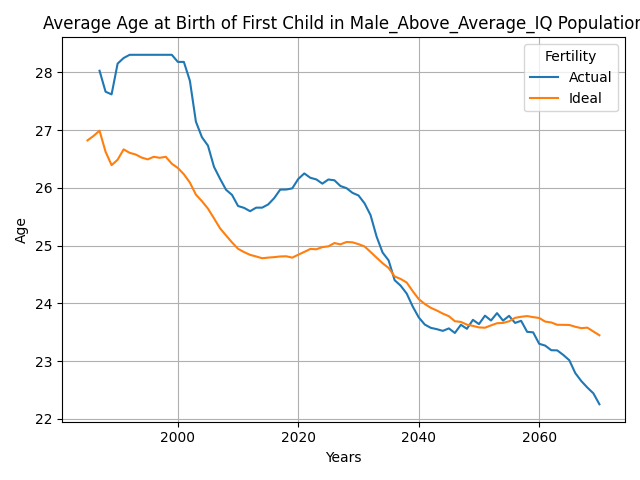 Average Age at Birth of First Child in Male_Above_Average_IQ Population
Fertility
Actual
Ideal
28
27
26
25
24
23
22
Age
2000
2020
2040
2060
Years